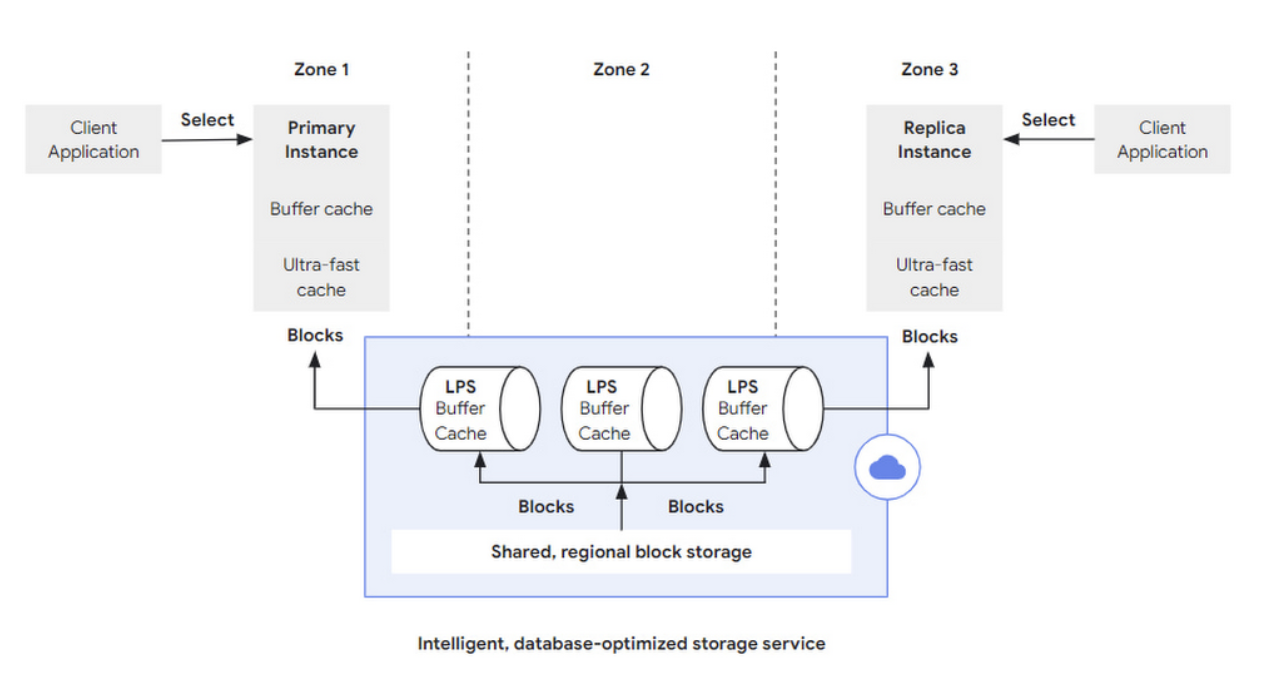 Zone 1
Zone 2
Zone 3
Client
Application
Select
Primary
Instance
Buffer cache
Ultra-fast
cache
Replica
Instance
Buffer cache
Ultra-fast
cache
Select
Client
Application
Blocks
Blocks
LPS
Buffer
Cache
LPS
Buffer
Cache
LPS
Buffer
Cache
Blocks
Blocks
Shared, regional block storage
Intelligent, database-optimized storage service